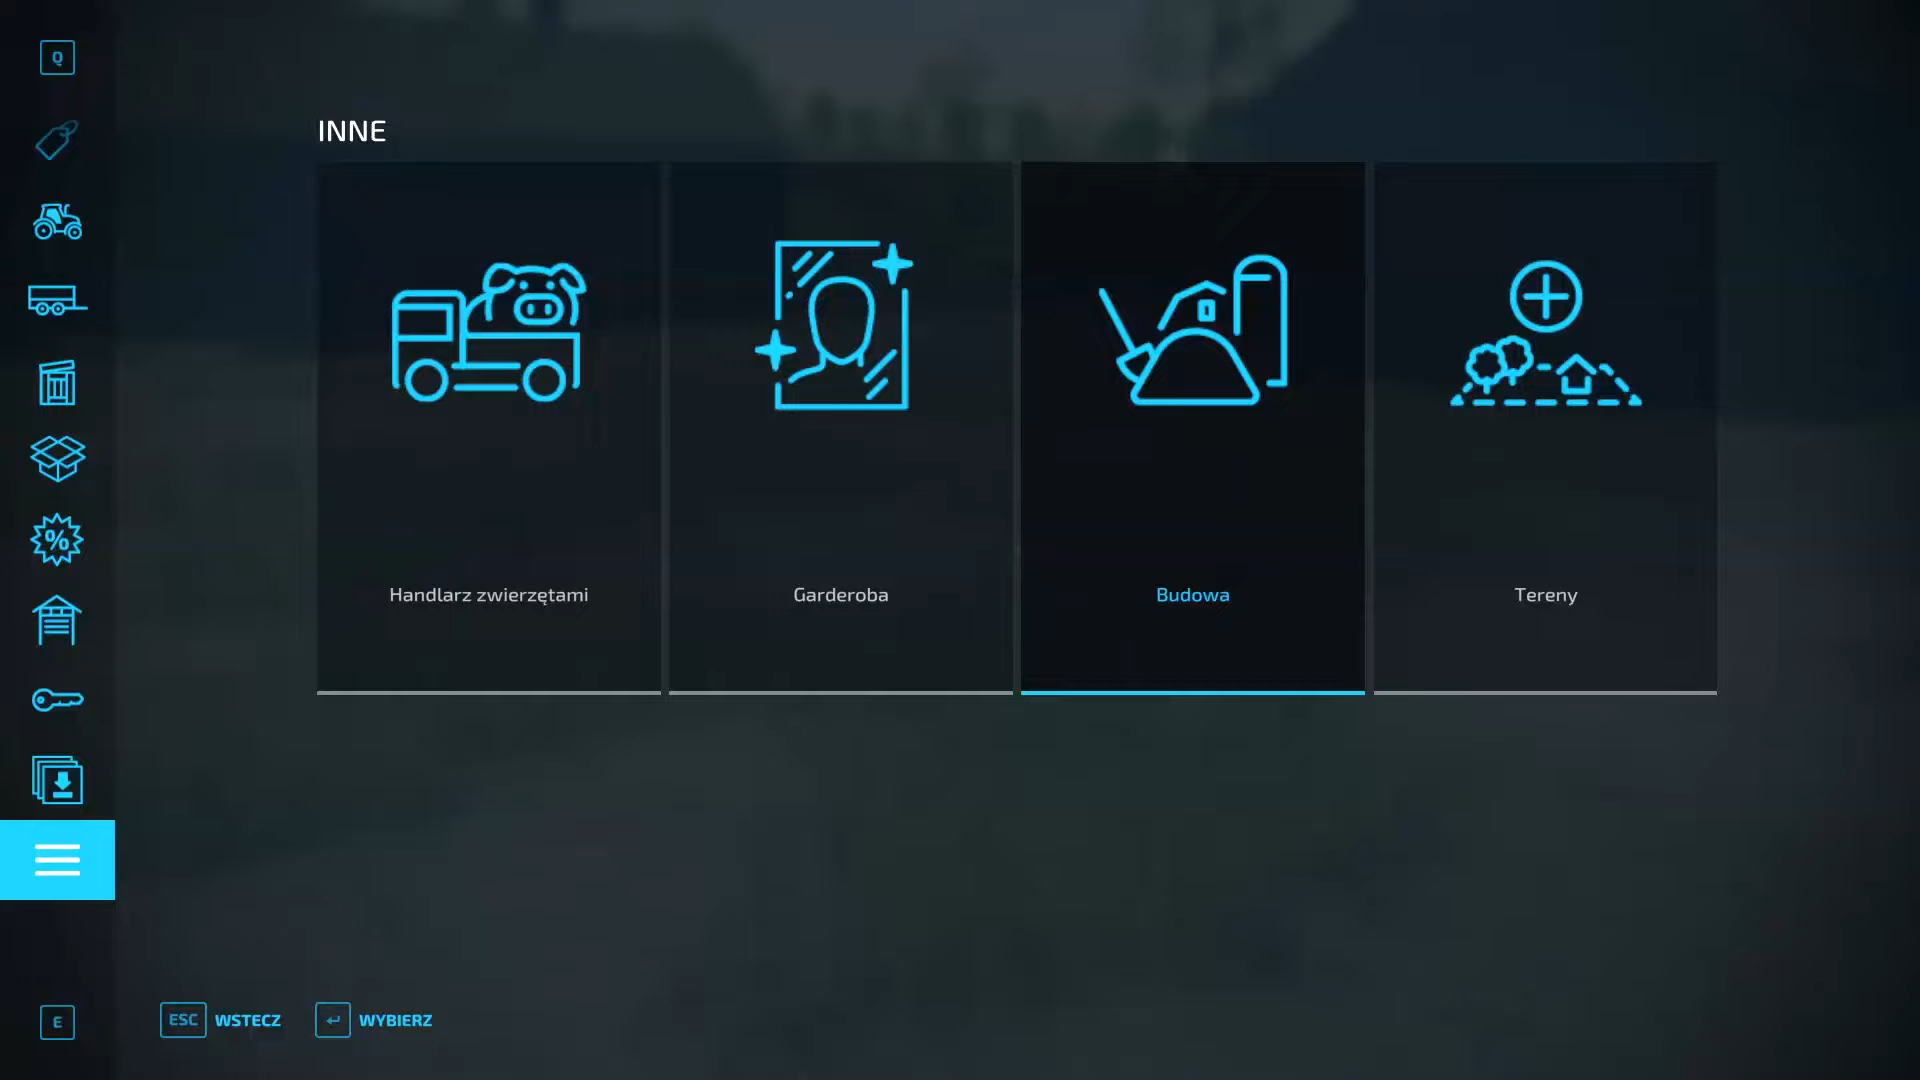 Q
INNE
%
Handlarz zwierzętami
Garderoba
Budowa
Tereny
E
ESC WSTECZ
↵ WYBIERZ